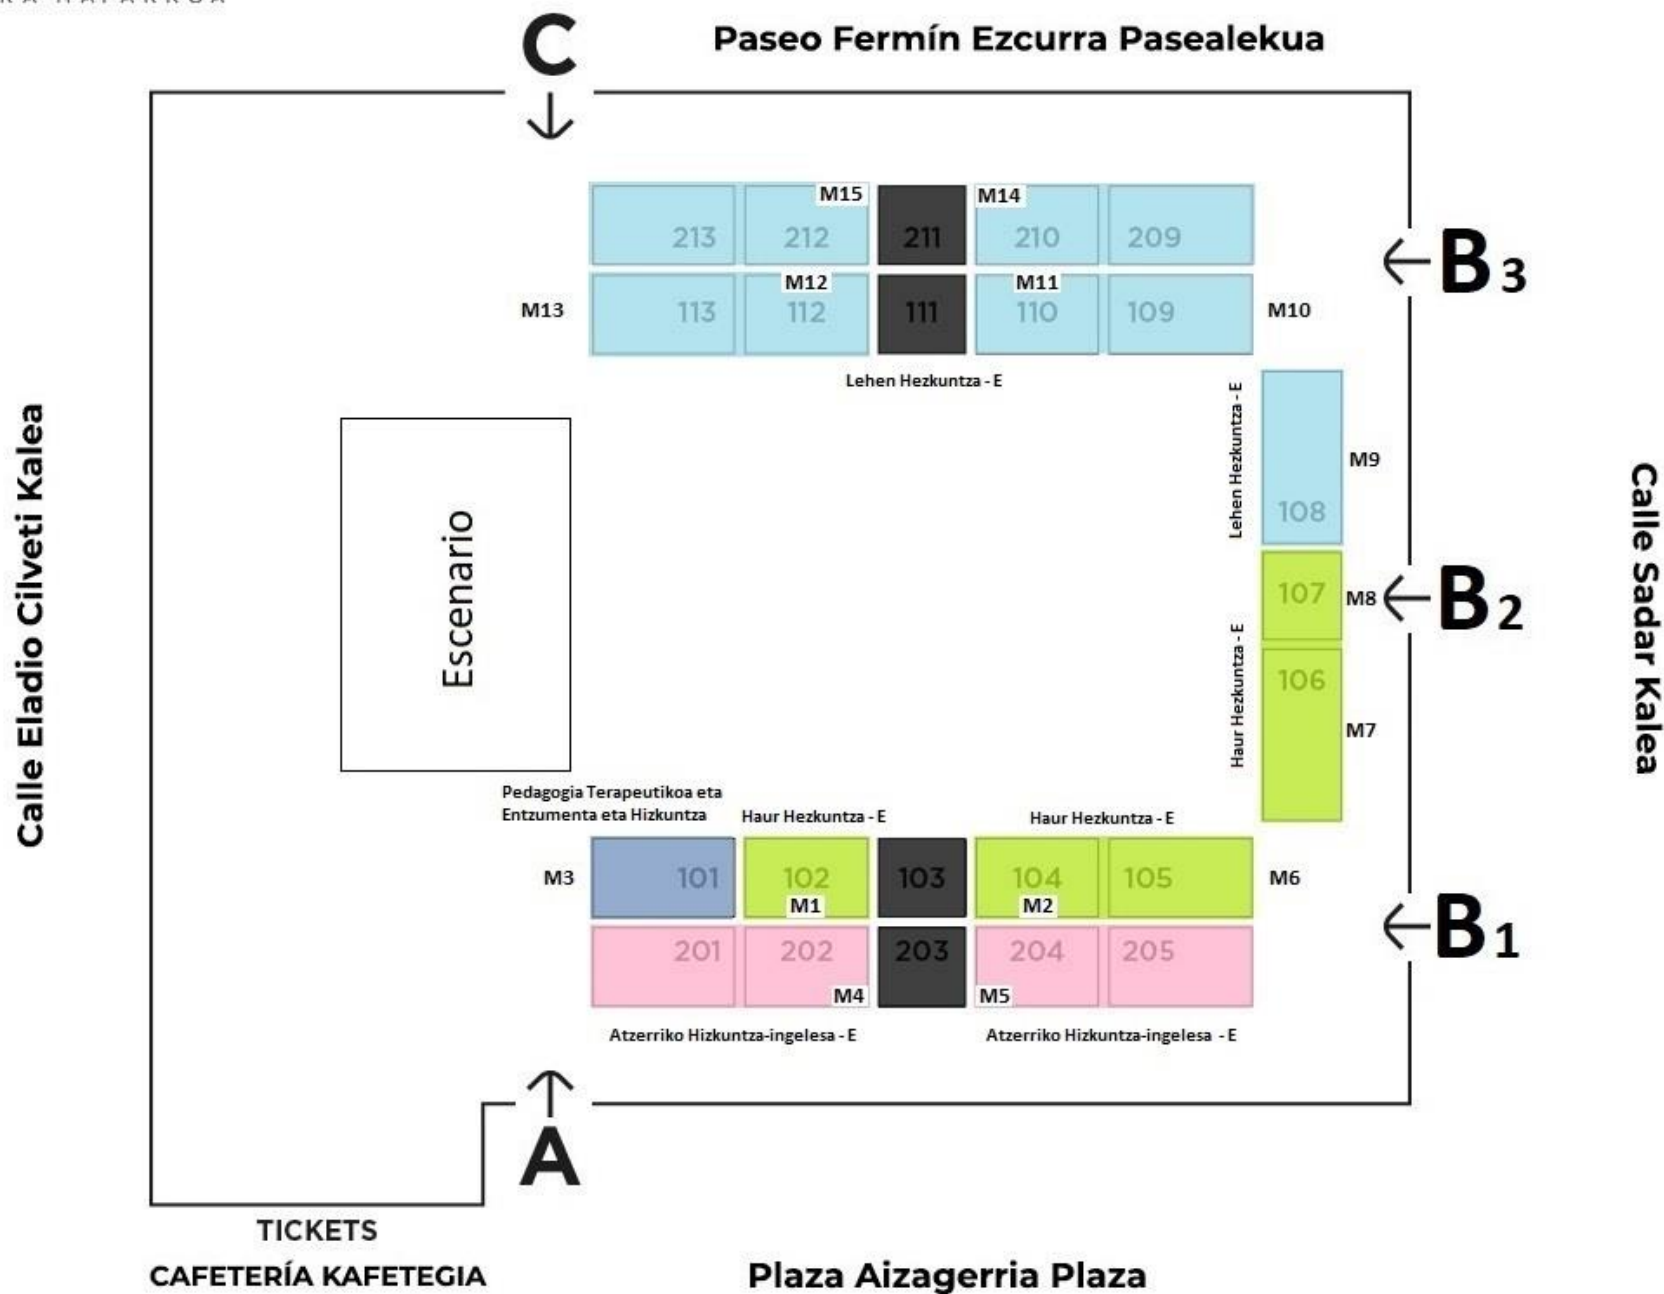 C
Paseo Fermín Ezcurra Pasealekua
213
212
M15
211
M14
210
209
B3
M13
113
M12
112
111
M11
110
109
M10
Lehen Hezkuntza - E
Lehen Hezkuntza - E
M9
108
Calle Eladio Cilveti Kalea
Escenario
Calle Sadar Kalea
107
M8
B2
106
M7
Haur Hezkuntza - E
Pedagogia Terapeutikoa eta
Entzumenta eta Hizkuntza
Haur Hezkuntza - E
Haur Hezkuntza - E
M3
101
102
M1
103
104
M2
105
M6
201
202
M4
203
M5
204
205
B1
Atzerriko Hizkuntza-ingelesa - E
Atzerriko Hizkuntza-ingelesa - E
A
TICKETS
CAFETERÍA KAFETEGIA
Plaza Aizagerria Plaza